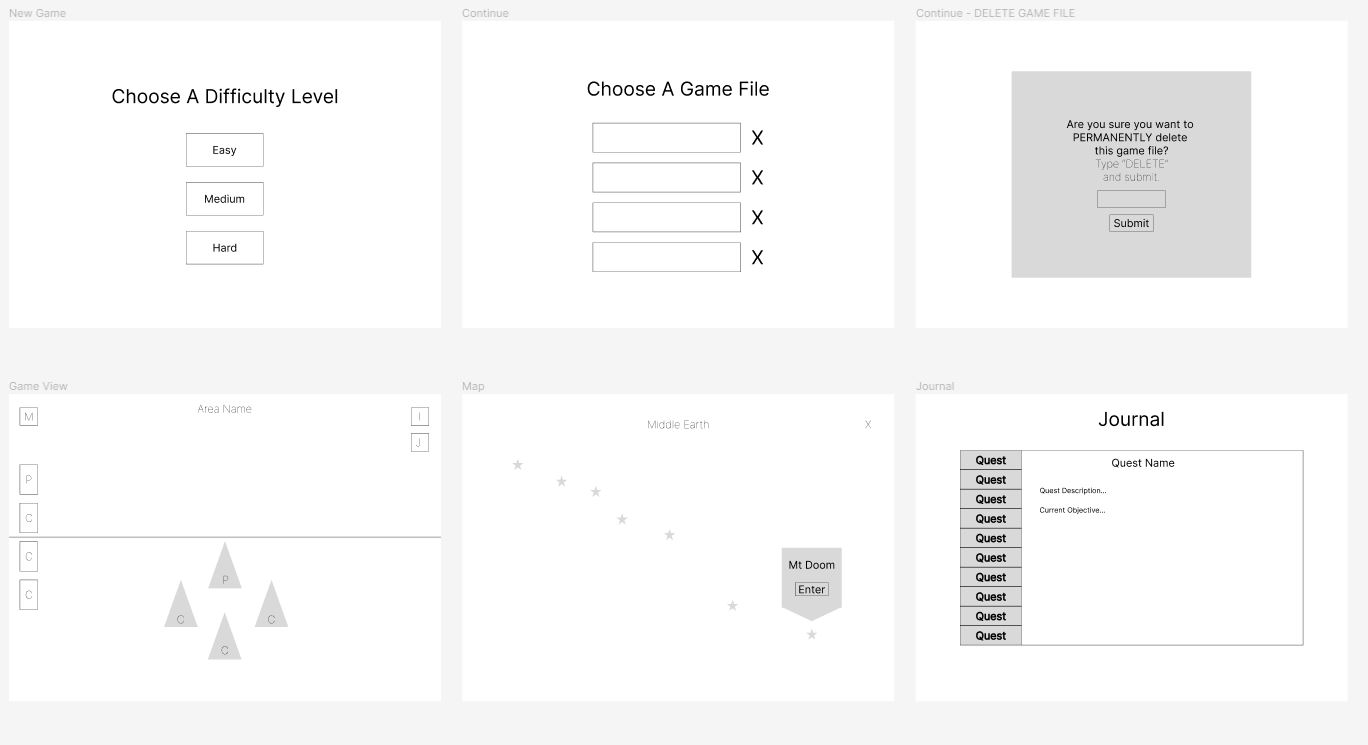 New Game
Choose A Difficulty Level
Easy
Medium
Hard
Continue
Choose A Game File
X
X
X
X
Continue - DELETE GAME FILE
Are you sure you want to
PERMANENTLY delete
this game file?
Type "DELETE"
and submit.
Submit
Game View
M
Area Name
I
J
P
C
C
C
P
C
C
C
Map
Middle Earth
X
Mt Doom
Enter
Journal
Journal
Quest
Quest
Quest
Quest
Quest
Quest
Quest
Quest
Quest
Quest
Quest Name
Quest Description...
Current Objective...